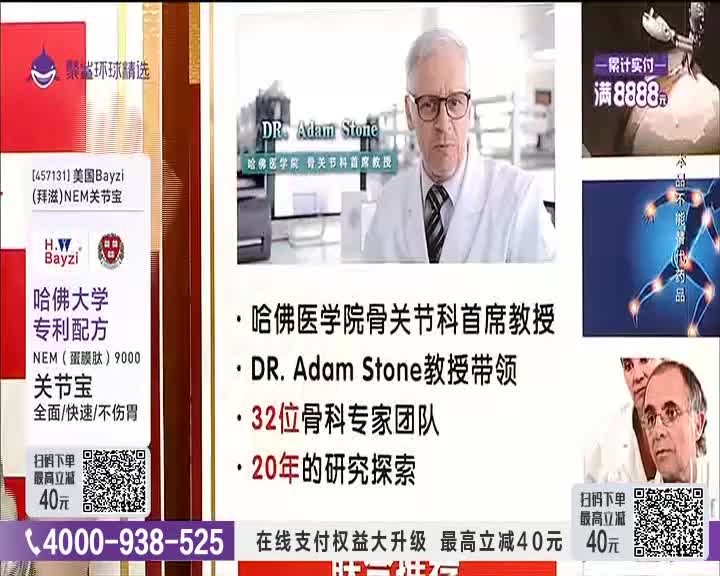 聚鲨环球精选
[457131] 美国Bayzi
(拜滋)NEM关节宝
H.W
Bayzi
哈佛大学
专利配方
NEM（蛋膜肽）9000
关节宝
全面/快速/不伤胃
扫码下单
最高立减
40元
DR. Adam Stone
哈佛医学院 骨关节科首席教授
·哈佛医学院骨关节科首席教授
·DR. Adam Stone教授带领
·32位骨科专家团队
·20年的研究探索
累计实付
满8888元
本品不能替代药品
扫码下单
最高立减
40元
4000-938-525
在线支付权益大升级 最高立减40元